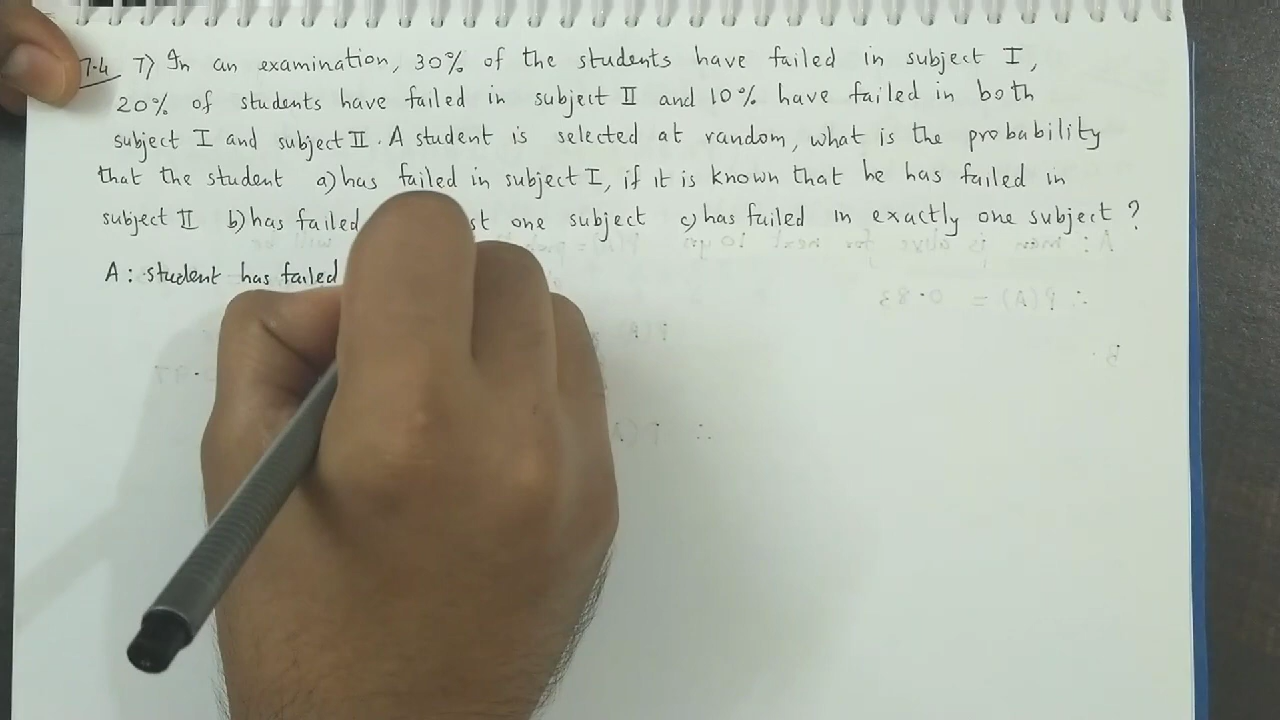 7.4 7) In an examination, 30% of the students have failed in subject I,
20% of students have failed in subject II and 10% have failed in both
subject I and subject II. A student is selected at random, what is the probability
that the student a) has failed in subject I, if it is known that he has failed in
subject II b) has failed st one subject c) has failed in exactly one subject ?
A : student has failed